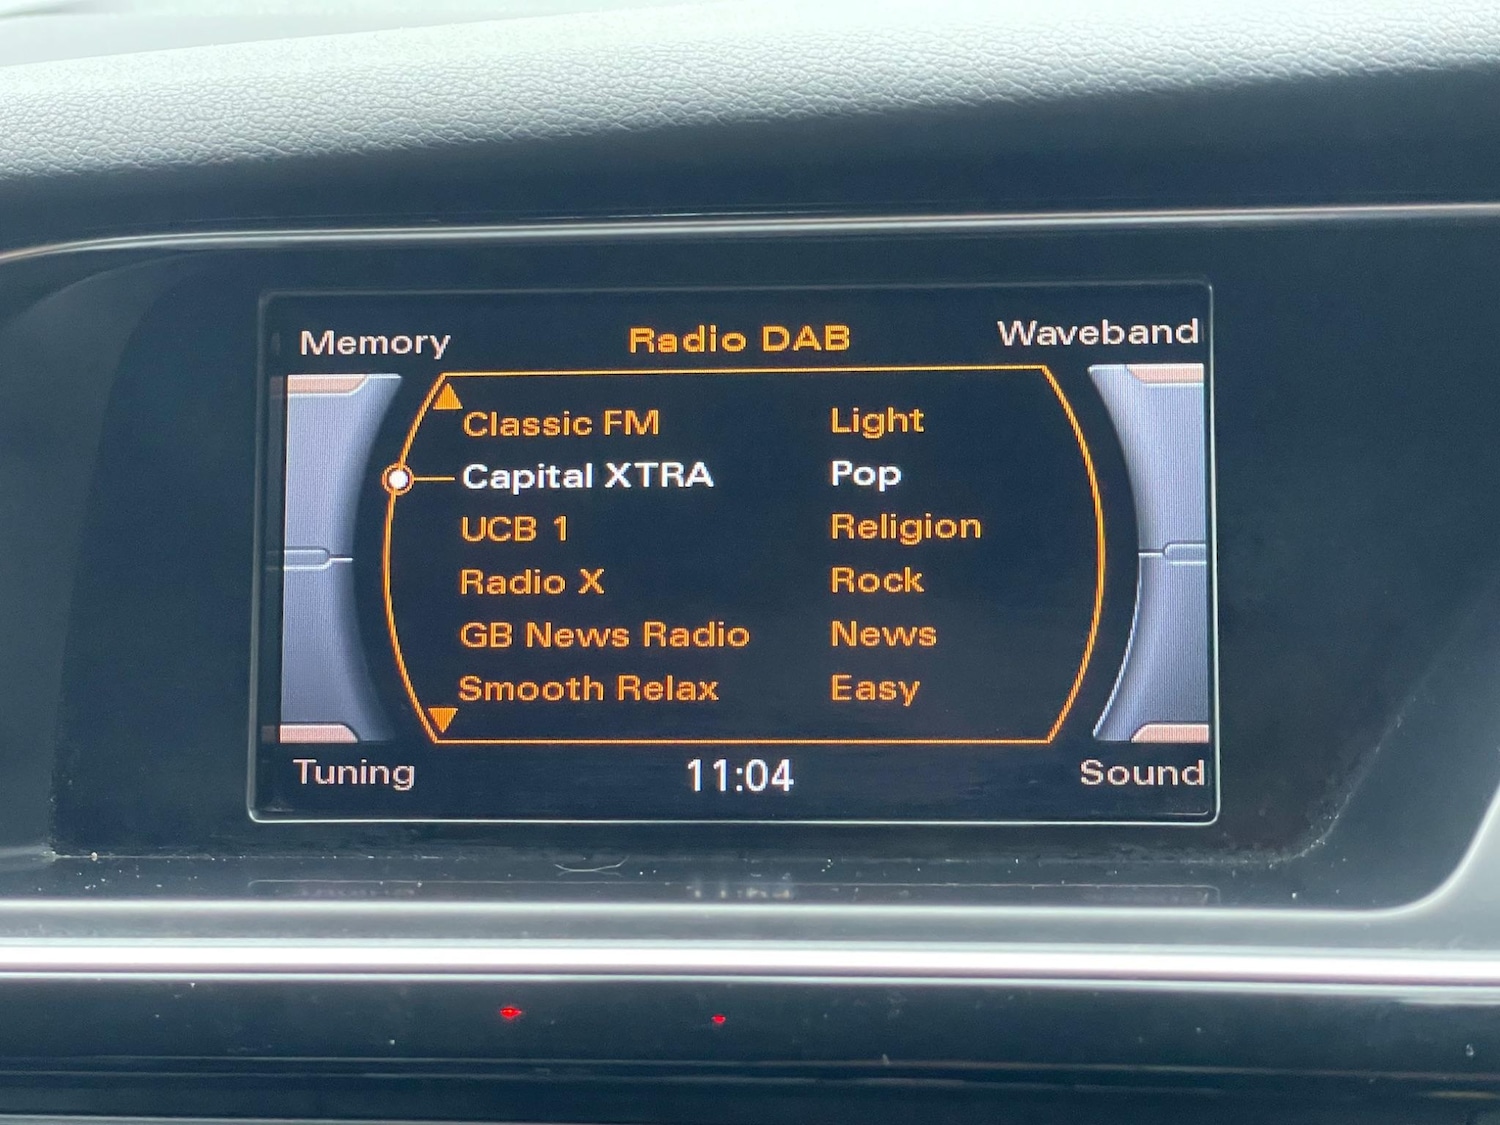 Memory Radio DAB Waveband
Classic FM Light
Capital XTRA Pop
UCB 1 Religion
Radio X Rock
GB News Radio News
Smooth Relax Easy
Tuning 11:04 Sound